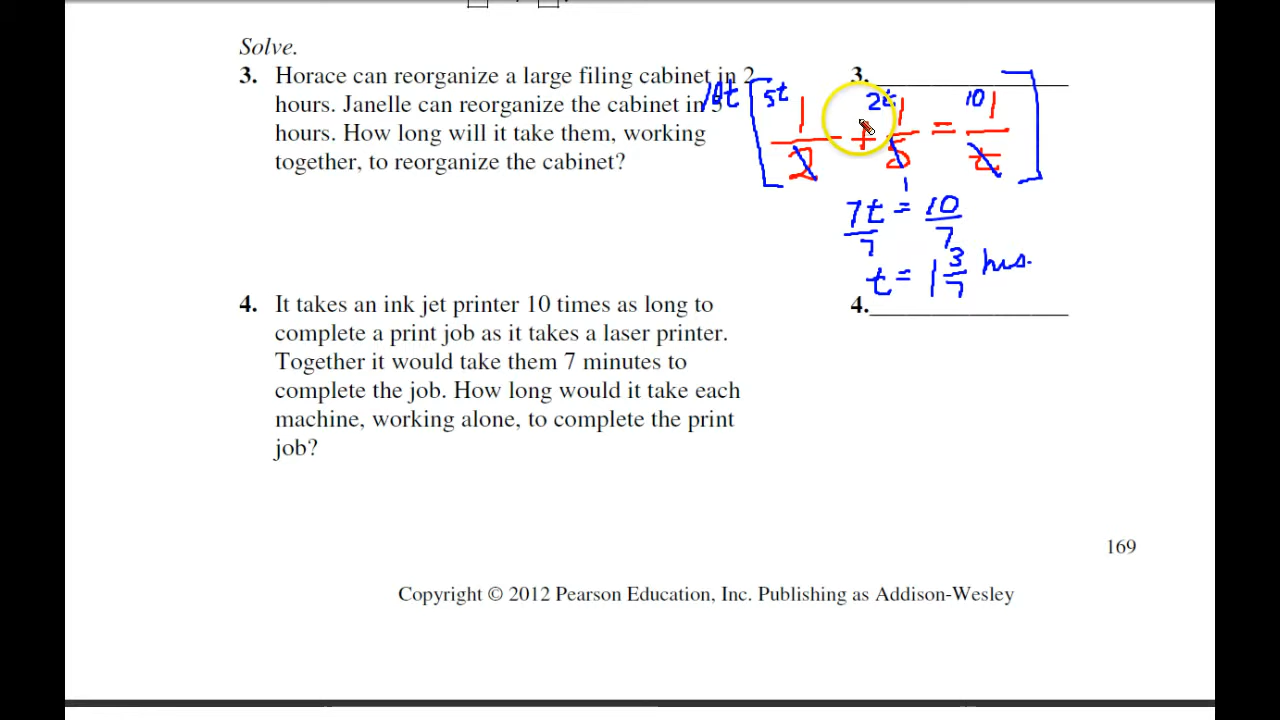 Solve.
3. Horace can reorganize a large filing cabinet in 2
hours. Janelle can reorganize the cabinet in 5
hours. How long will it take them, working
together, to reorganize the cabinet?
3.
10t [ 5t 1/2 + 2t 1/5 = 10 1/t ]
1
7t/7 = 10/7
t = 1 3/7 hrs.
4. It takes an ink jet printer 10 times as long to
complete a print job as it takes a laser printer.
Together it would take them 7 minutes to
complete the job. How long would it take each
machine, working alone, to complete the print
job?
4.
169
Copyright © 2012 Pearson Education, Inc. Publishing as Addison-Wesley